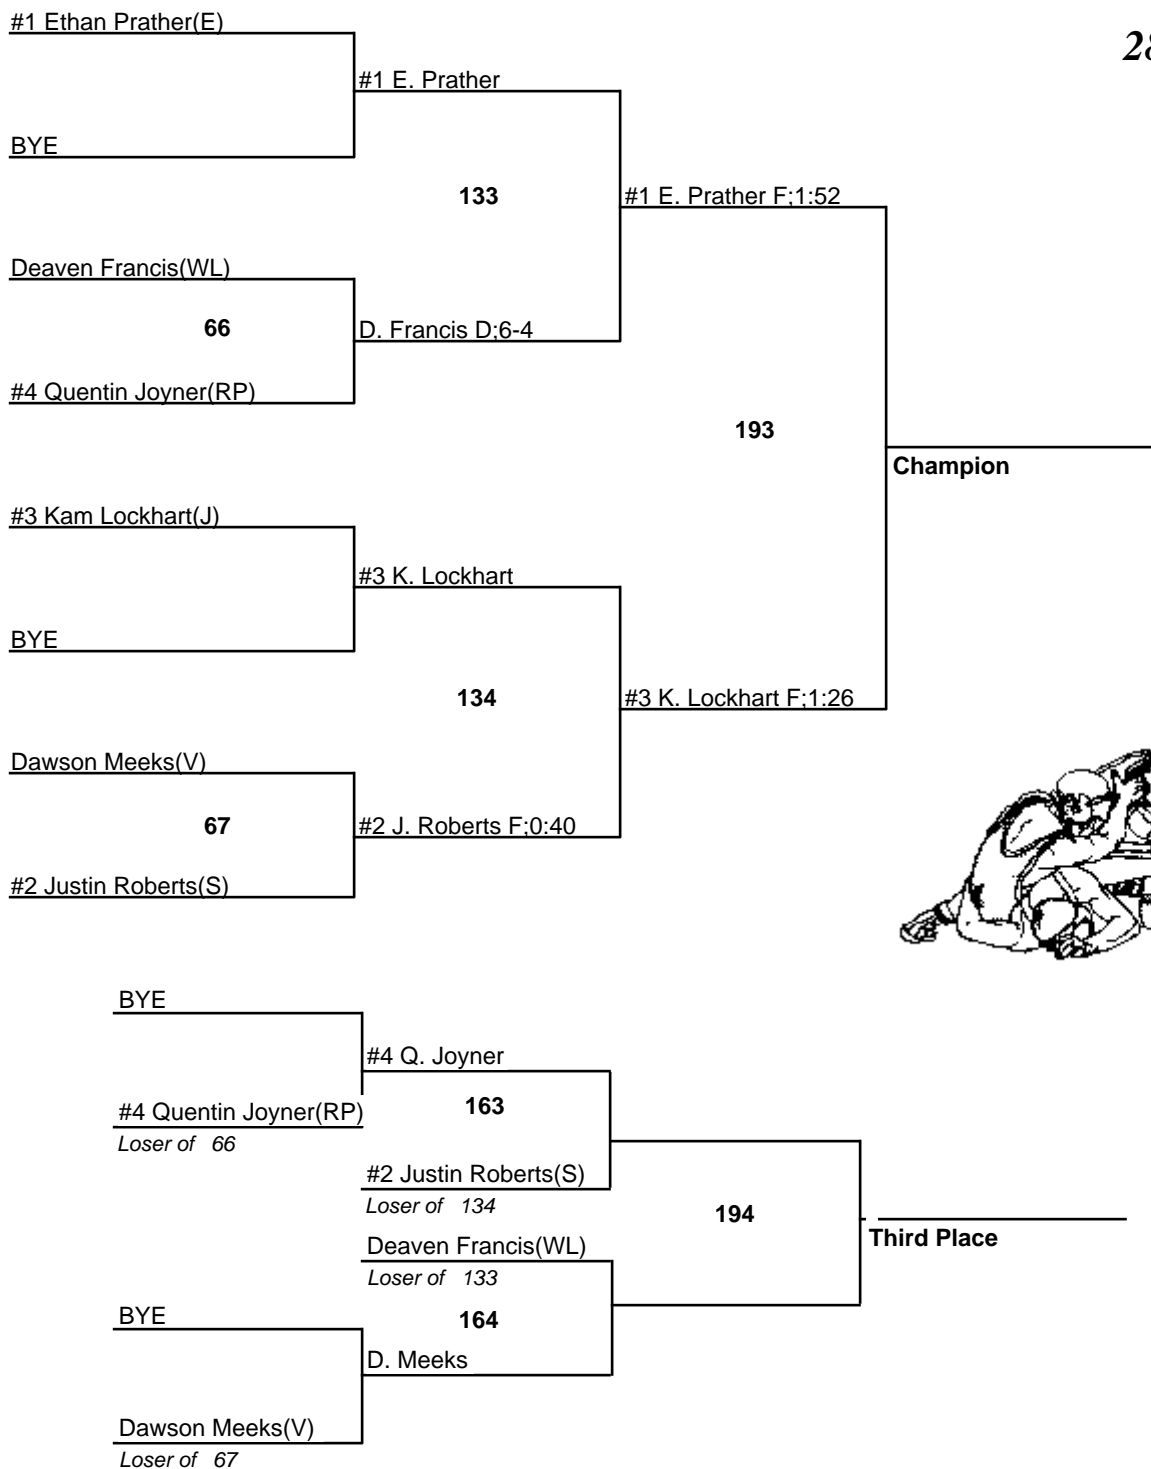 #1 Ethan Prather(E)
28
#1 E. Prather
BYE
133
#1 E. Prather F;1:52
Deaven Francis(WL)
66
D. Francis D;6-4
#4 Quentin Joyner(RP)
193
Champion
#3 Kam Lockhart(J)
#3 K. Lockhart
BYE
134
#3 K. Lockhart F;1:26
Dawson Meeks(V)
67
#2 J. Roberts F;0:40
#2 Justin Roberts(S)
BYE
#4 Q. Joyner
163
#4 Quentin Joyner(RP)
Loser of 66
#2 Justin Roberts(S)
Loser of 134
194
Third Place
Deaven Francis(WL)
Loser of 133
BYE
164
D. Meeks
Dawson Meeks(V)
Loser of 67